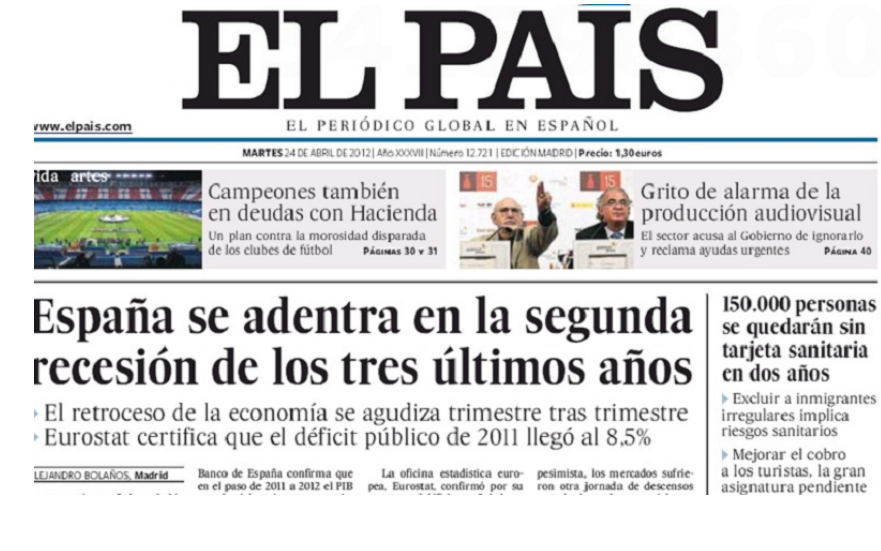 EL PAIS
EL PERIÓDICO GLOBAL EN ESPAÑOL
www.elpais.com
MARTES 24 DE ABRIL DE 2012 | Año XXXVII | Número 12.721 | EDICIÓN MADRID | Precio: 1,30 euros
vida artes
Campeones también
en deudas con Hacienda
Un plan contra la morosidad disparada
de los clubes de fútbol PÁGINAS 30 Y 31
15
15
Grito de alarma de la
producción audiovisual
El sector acusa al Gobierno de ignorarlo
y reclama ayudas urgentes PÁGINA 40
España se adentra en la segunda
recesión de los tres últimos años
El retroceso de la economía se agudiza trimestre tras trimestre
Eurostat certifica que el déficit público de 2011 llegó al 8,5%
ALEJANDRO BOLAÑOS, Madrid
Banco de España confirma que
en el paso de 2011 a 2012 el PIB
La oficina estadística euro-
pea, Eurostat, confirmó por su
pesimista, los mercados sufrie-
ron otra jornada de descensos
150.000 personas
se quedarán sin
tarjeta sanitaria
en dos años
Excluir a inmigrantes
irregulares implica
riesgos sanitarios
Mejorar el cobro
a los turistas, la gran
asignatura pendiente